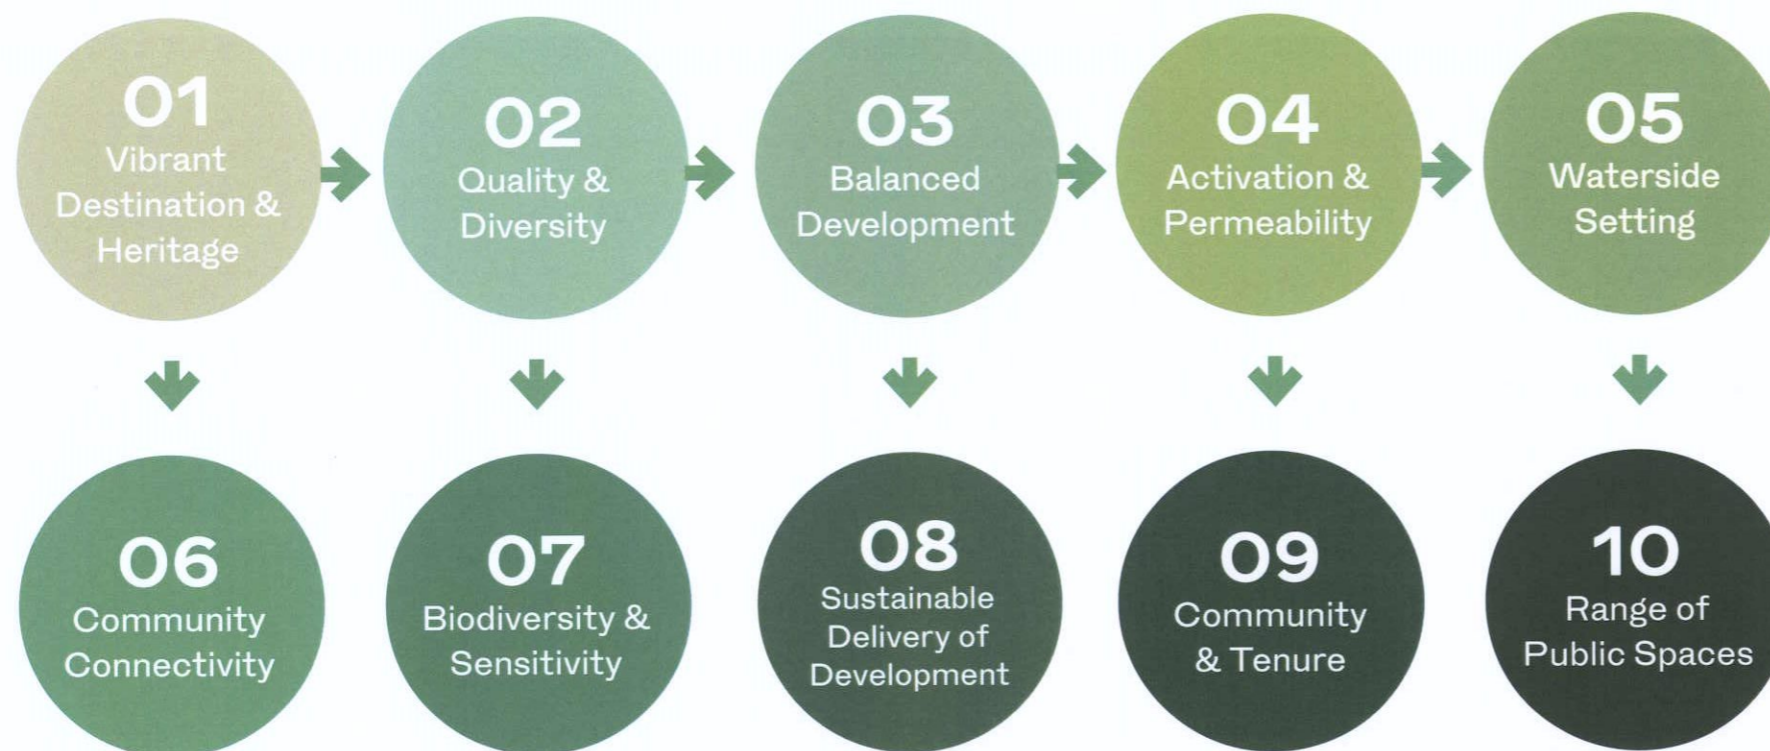 01
Vibrant
Destination &
Heritage
02
Quality &
Diversity
03
Balanced
Development
04
Activation &
Permeability
05
Waterside
Setting
06
Community
Connectivity
07
Biodiversity &
Sensitivity
08
Sustainable
Delivery of
Development
09
Community
& Tenure
10
Range of
Public Spaces